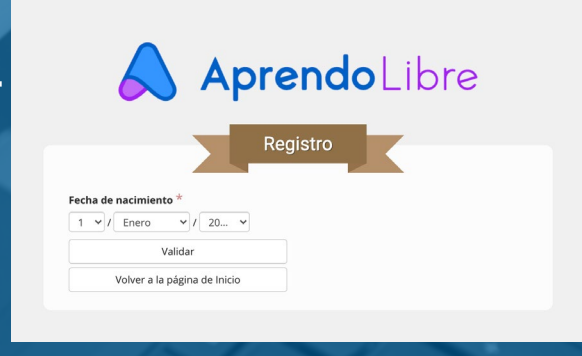 AprendoLibre
Registro
Fecha de nacimiento *
1 / Enero / 20...
Validar
Volver a la página de Inicio